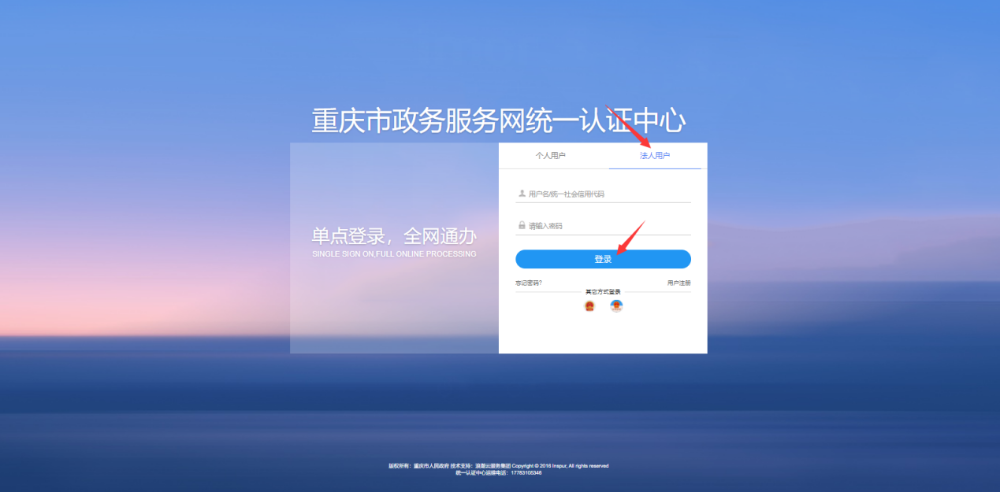 重庆市政务服务网统一认证中心
个人用户 法人用户
用户名/统一社会信用代码
请输入密码
单点登录，全网通办
SINGLE SIGN ON,FULL ONLINE PROCESSING
登录
忘记密码? 用户注册
其它方式登录
版权所有：重庆市人民政府 技术支持：浪潮云服务集团 Copyright © 2016 Inspur, All rights reserved
统一认证中心运维电话：17783105348